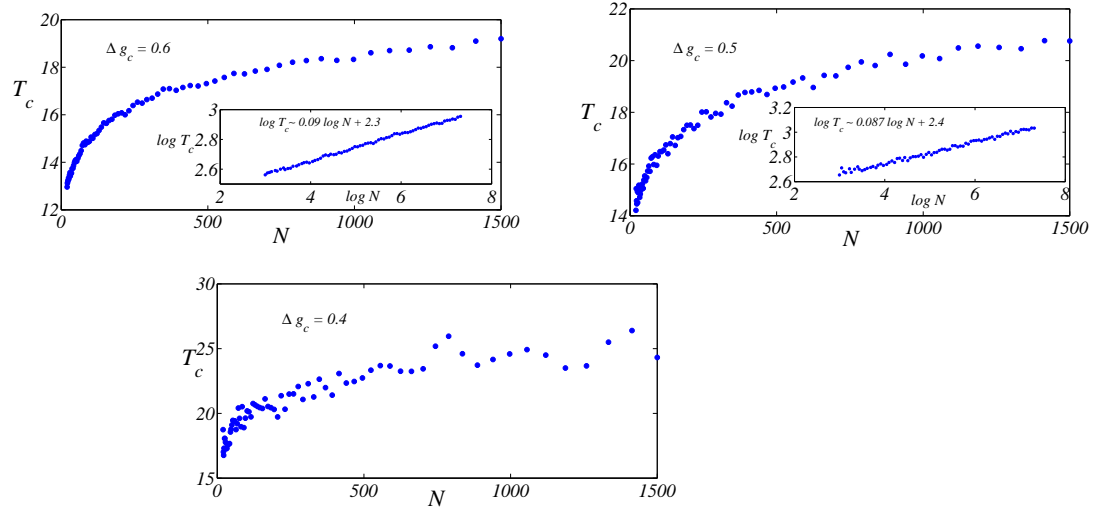 20
18
16
14
12
T_c
Δ g_c = 0.6
3
2.8
2.6
2.5
log T_c
log T_c ~ 0.09 log N + 2.3
2 4 6 8
log N
0 500 1000 1500
N
22
20
18
16
14
T_c
Δ g_c = 0.5
3.2
3
2.8
2.6
log T_c
log T_c ~ 0.087 log N + 2.4
2 4 6 8
log N
0 500 1000 1500
N
30
25
20
15
T_c
Δ g_c = 0.4
0 500 1000 1500
N